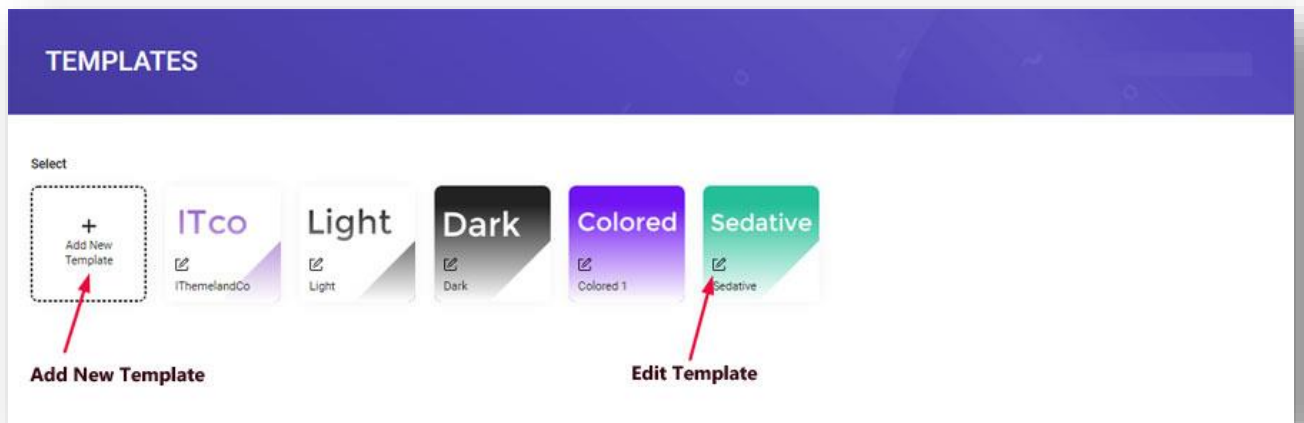 TEMPLATES
Select
+
Add New
Template
ITco
IThemelandCo
Light
Light
Dark
Dark
Colored
Colored 1
Sedative
Sedative
Add New Template
Edit Template